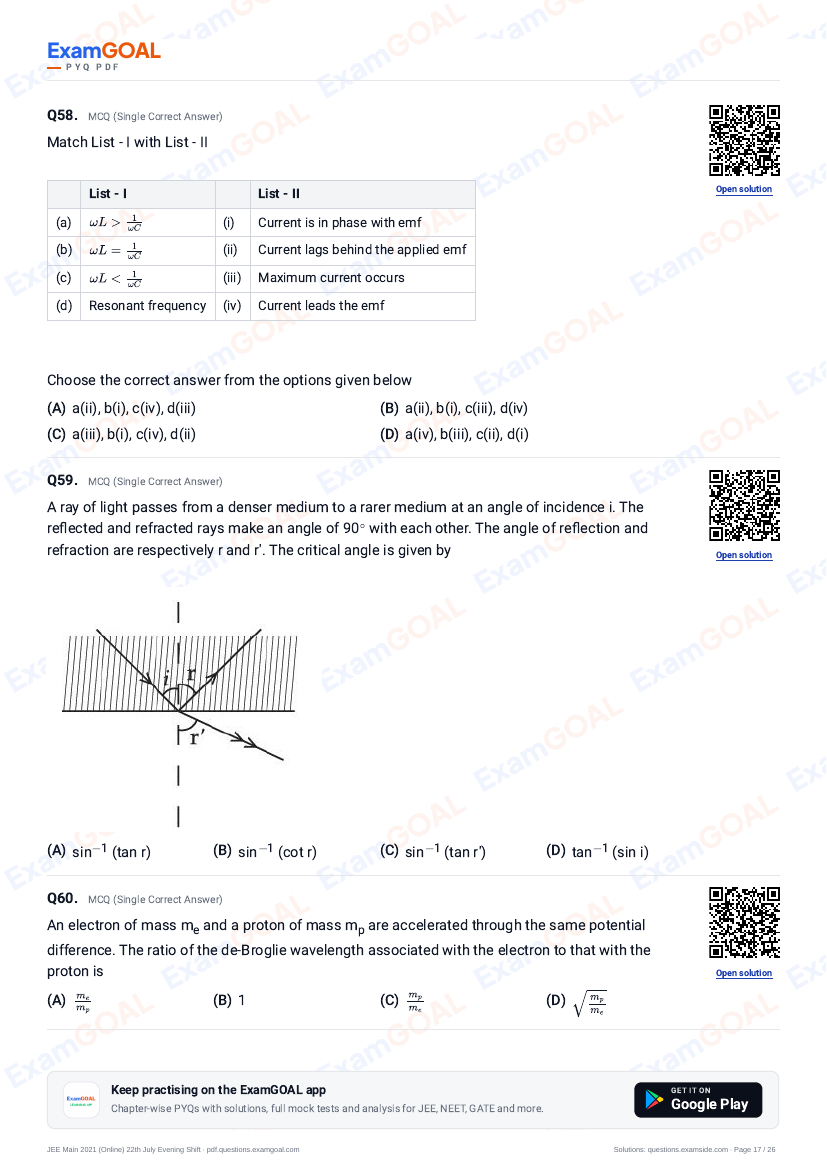 ExamGOAL
PYQ PDF
Q58. MCQ (Single Correct Answer)
Match List - I with List - II
Open solution
List - I List - II
(a) ωL > 1/ωC (i) Current is in phase with emf
(b) ωL = 1/ωC (ii) Current lags behind the applied emf
(c) ωL < 1/ωC (iii) Maximum current occurs
(d) Resonant frequency (iv) Current leads the emf
Choose the correct answer from the options given below
(A) a(ii), b(i), c(iv), d(iii) (B) a(ii), b(i), c(iii), d(iv)
(C) a(iii), b(i), c(iv), d(ii) (D) a(iv), b(iii), c(ii), d(i)
Q59. MCQ (Single Correct Answer)
A ray of light passes from a denser medium to a rarer medium at an angle of incidence i. The
reflected and refracted rays make an angle of 90° with each other. The angle of reflection and
refraction are respectively r and r'. The critical angle is given by
Open solution
i r
r'
(A) sin⁻¹ (tan r) (B) sin⁻¹ (cot r) (C) sin⁻¹ (tan r') (D) tan⁻¹ (sin i)
Q60. MCQ (Single Correct Answer)
An electron of mass mₑ and a proton of mass mₚ are accelerated through the same potential
difference. The ratio of the de-Broglie wavelength associated with the electron to that with the
proton is
Open solution
(A) mₑ/mₚ (B) 1 (C) mₚ/mₑ (D) √(mₚ/mₑ)
ExamGOAL
Keep practising on the ExamGOAL app
Chapter-wise PYQs with solutions, full mock tests and analysis for JEE, NEET, GATE and more.
GET IT ON
Google Play
JEE Main 2021 (Online) 22th July Evening Shift · pdf.questions.examgoal.com Solutions: questions.examside.com · Page 17 / 26